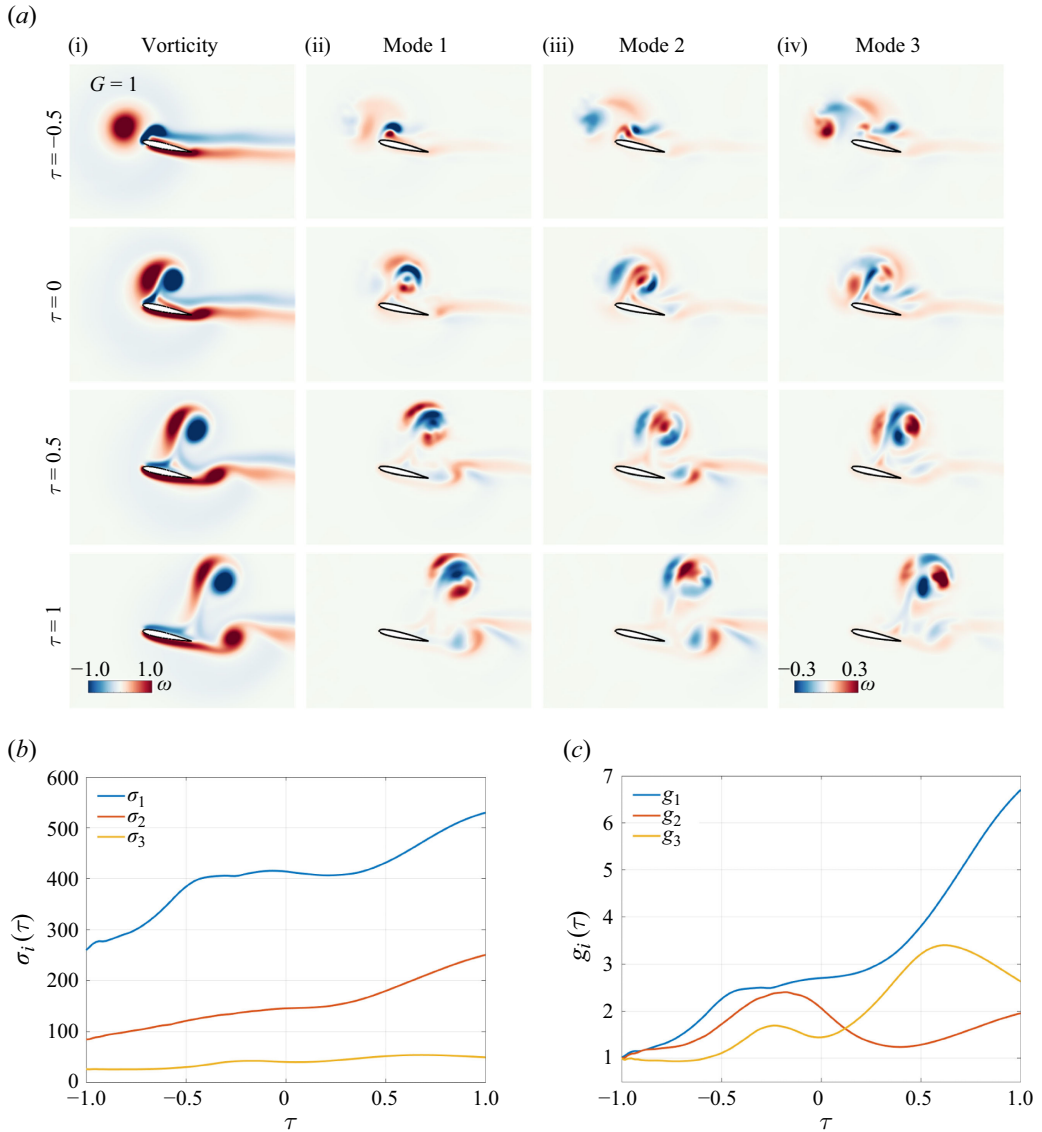 (a)
(i) Vorticity (ii) Mode 1 (iii) Mode 2 (iv) Mode 3
G = 1
τ = −0.5
τ = 0
τ = 0.5
τ = 1
−1.0 1.0
ω
−0.3 0.3
ω
(b)
600
500
400
300
200
100
0
σi (τ)
σ1
σ2
σ3
−1.0 −0.5 0 0.5 1.0
τ
(c)
7
6
5
4
3
2
1
gi (τ)
g1
g2
g3
−1.0 −0.5 0 0.5 1.0
τ